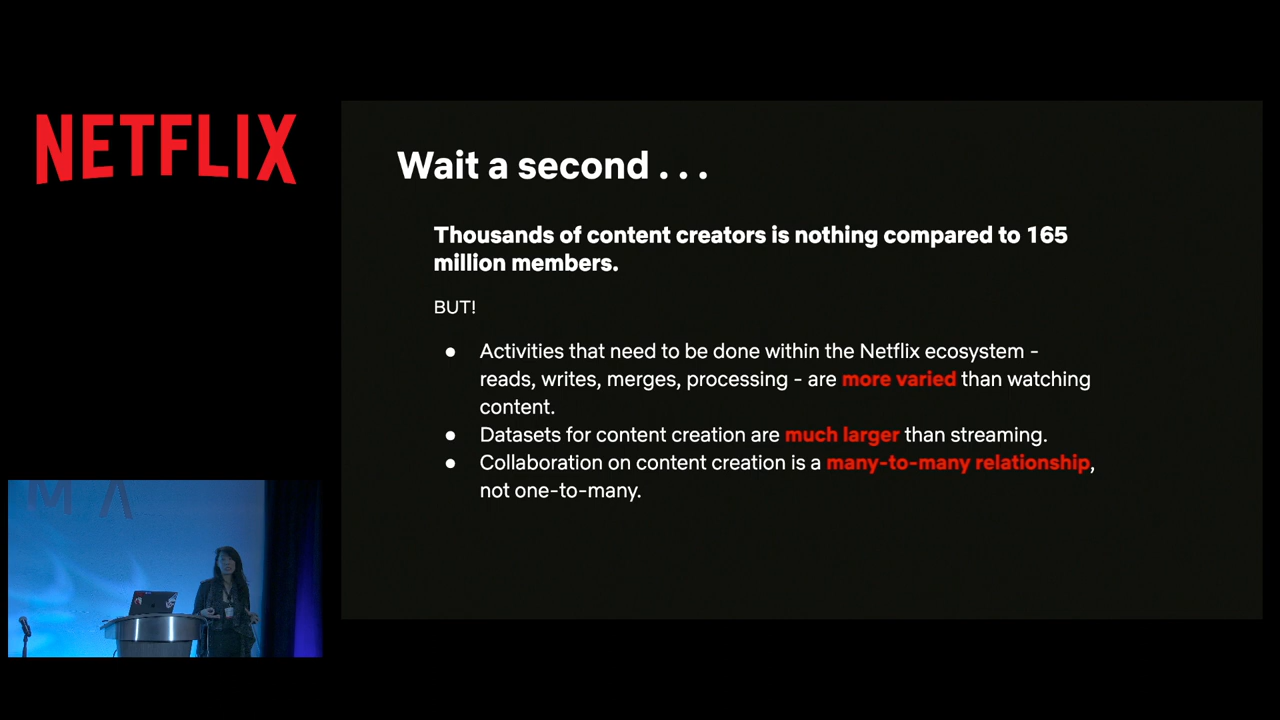 NETFLIX
Wait a second . . .
Thousands of content creators is nothing compared to 165
million members.
BUT!
● Activities that need to be done within the Netflix ecosystem -
reads, writes, merges, processing - are more varied than watching
content.
● Datasets for content creation are much larger than streaming.
● Collaboration on content creation is a many-to-many relationship,
not one-to-many.
M A